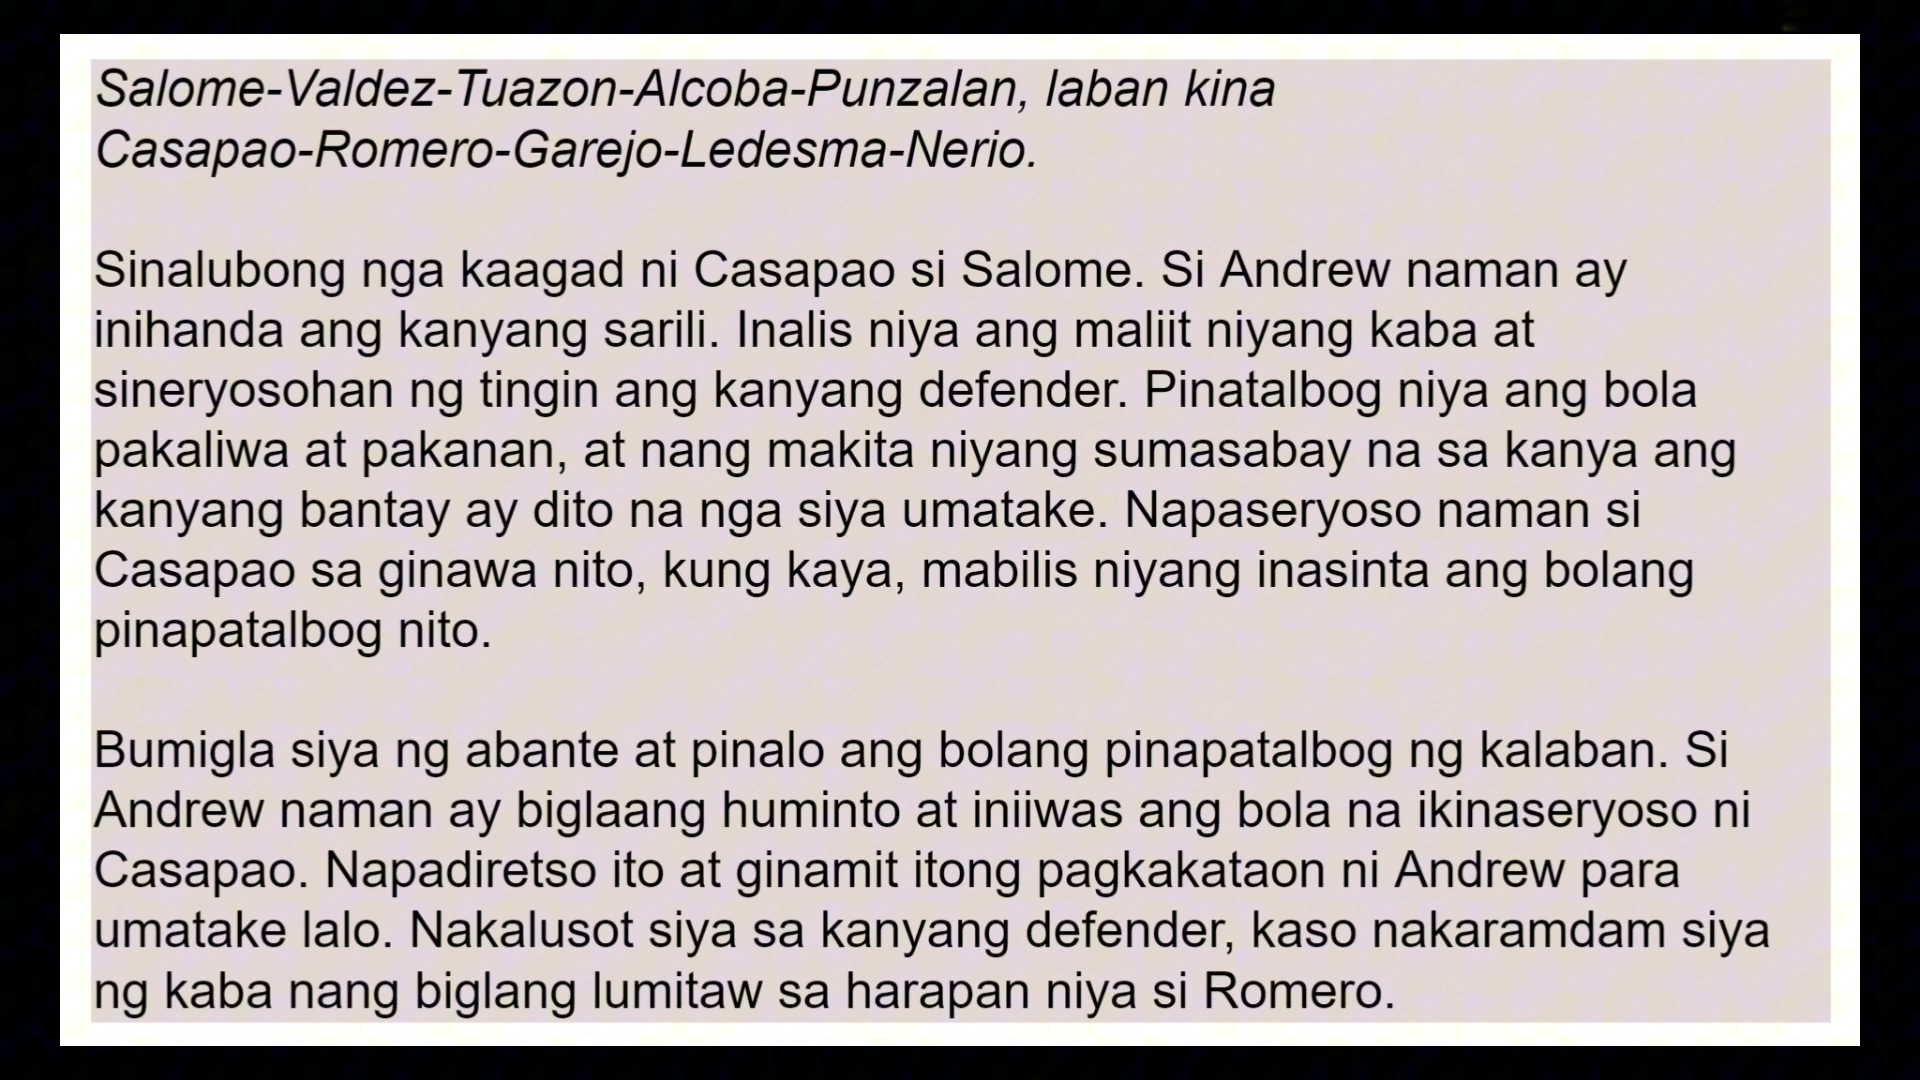 Salome-Valdez-Tuazon-Alcoba-Punzalan, laban kina
Casapao-Romero-Garejo-Ledesma-Nerio.
Sinalubong nga kaagad ni Casapao si Salome. Si Andrew naman ay
inihanda ang kanyang sarili. Inalis niya ang maliit niyang kaba at
sineryosohan ng tingin ang kanyang defender. Pinatalbog niya ang bola
pakaliwa at pakanan, at nang makita niyang sumasabay na sa kanya ang
kanyang bantay ay dito na nga siya umatake. Napaseryoso naman si
Casapao sa ginawa nito, kung kaya, mabilis niyang inasinta ang bolang
pinapatalbog nito.
Bumigla siya ng abante at pinalo ang bolang pinapatalbog ng kalaban. Si
Andrew naman ay biglaang huminto at iniiwas ang bola na ikinaseryoso ni
Casapao. Napadiretso ito at ginamit itong pagkakataon ni Andrew para
umatake lalo. Nakalusot siya sa kanyang defender, kaso nakaramdam siya
ng kaba nang biglang lumitaw sa harapan niya si Romero.